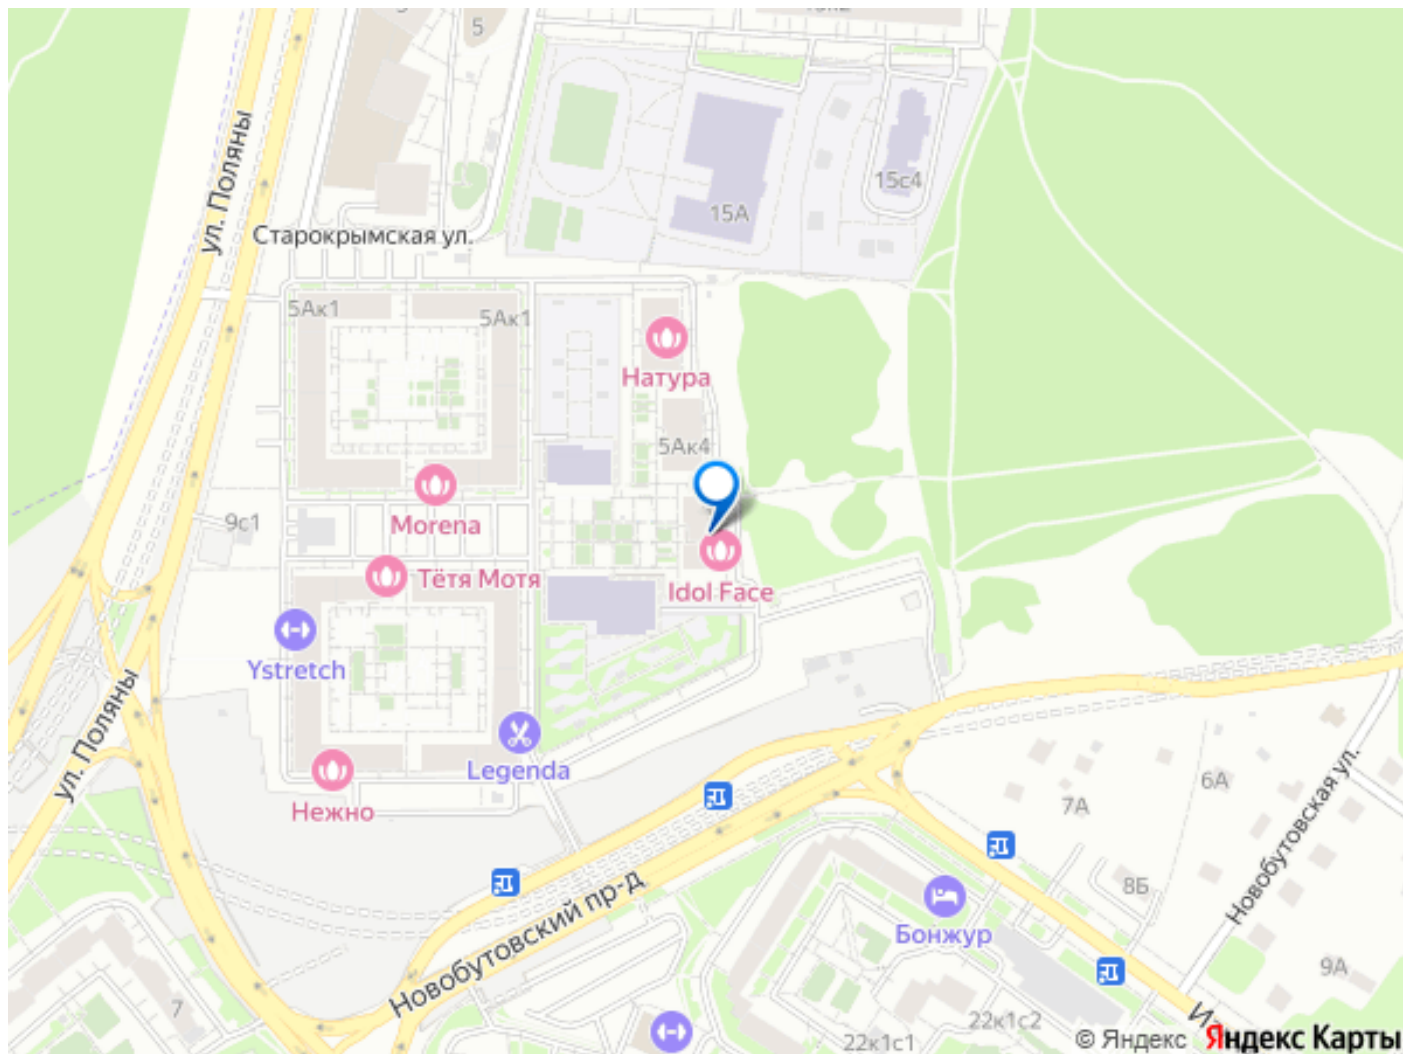 5
ул. Поляны
15с4
15А
Старокрымская ул.
5Ак1
5Ак1
Натура
5Ак4
Morena
9с1
Тётя Мотя
Idol Face
Ystretch
ул. Поляны
Legenda
Нежно
6А
7А
Новобутовская ул.
8Б
Новобутовский пр-д
Бонжур
9А
7
22к1с2
22к1с1
© Яндекс Яндекс Карты